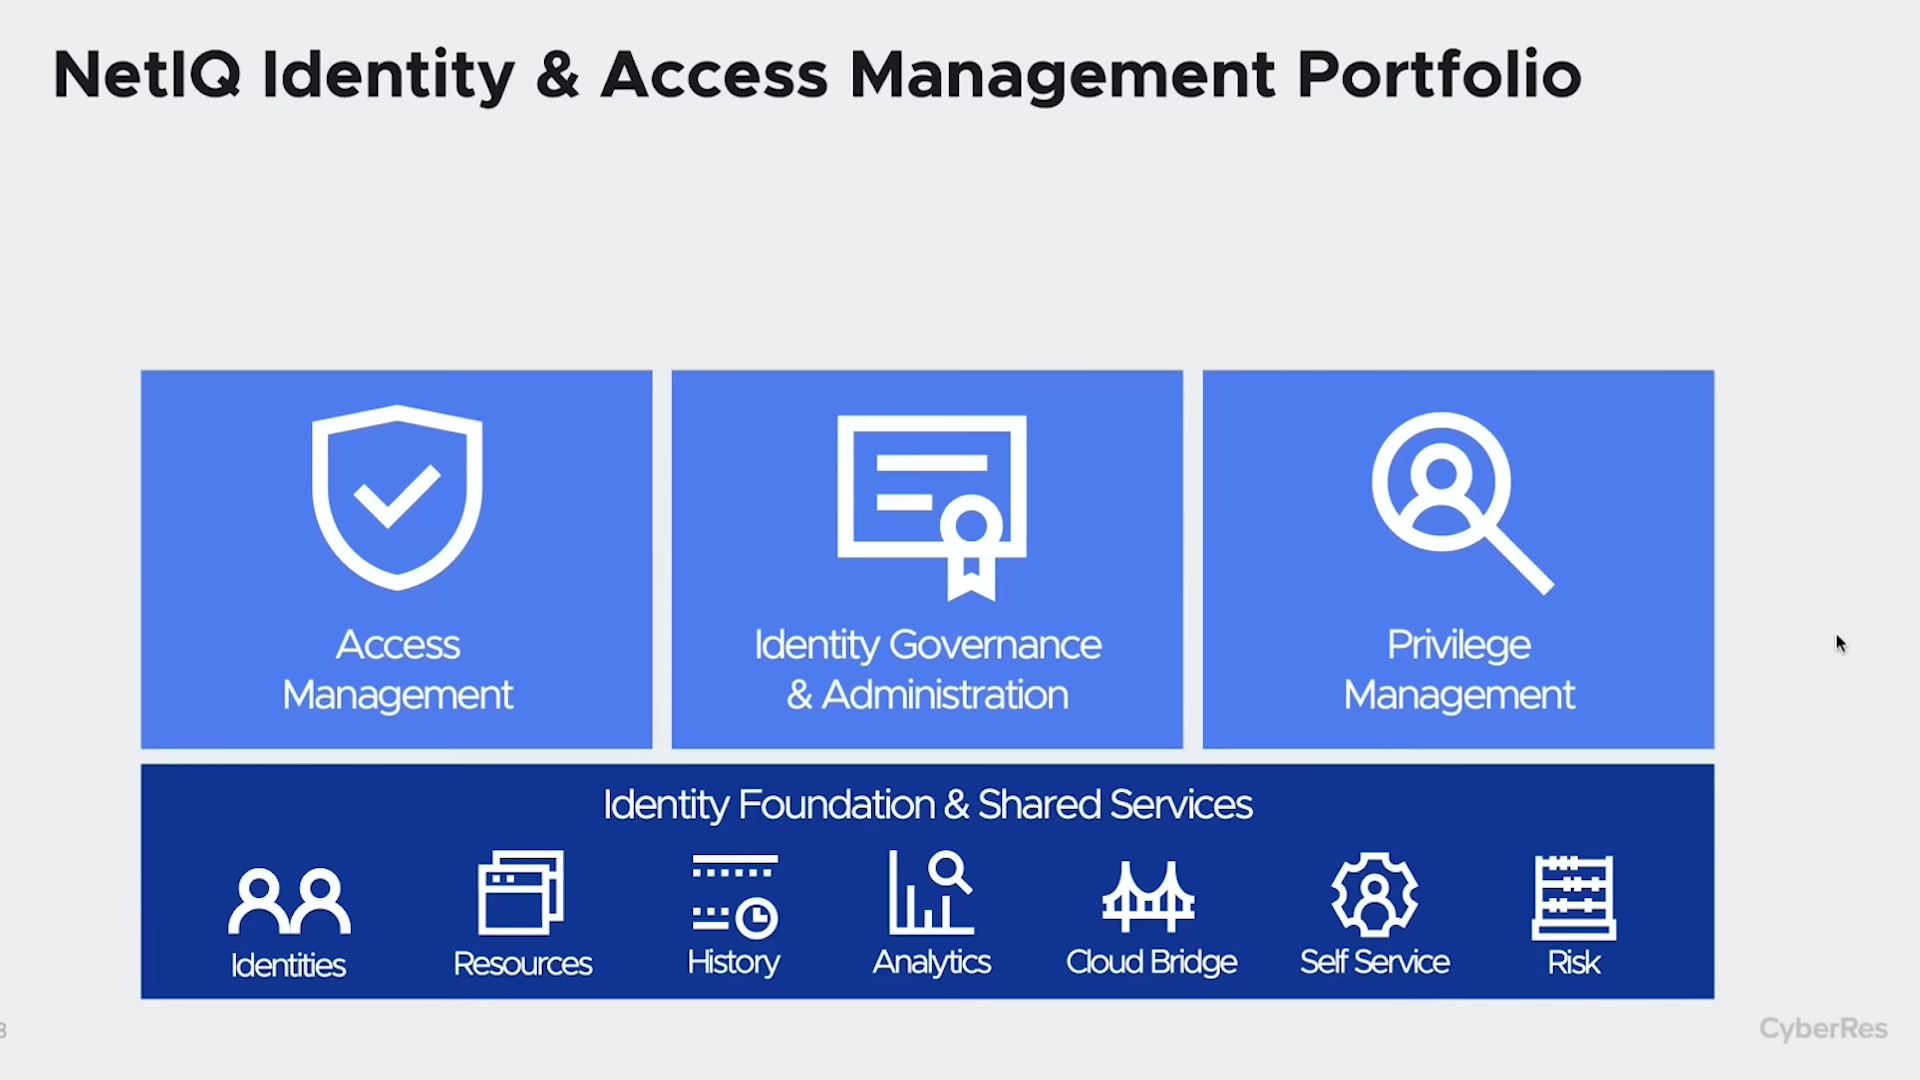 NetIQ Identity & Access Management Portfolio
Access
Management
Identity Governance
& Administration
Privilege
Management
Identity Foundation & Shared Services
Identities
Resources
History
Analytics
Cloud Bridge
Self Service
Risk
CyberRes